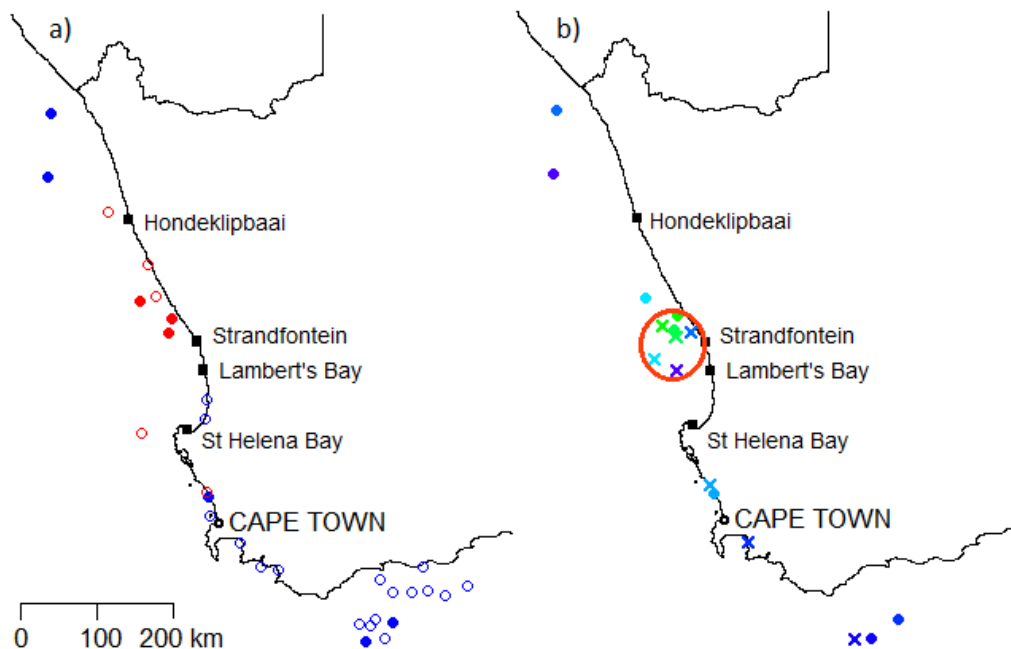 a)
Hondeklipbaai
Strandfontein
Lambert's Bay
St Helena Bay
CAPE TOWN
0 100 200 km
b)
Hondeklipbaai
Strandfontein
Lambert's Bay
St Helena Bay
CAPE TOWN